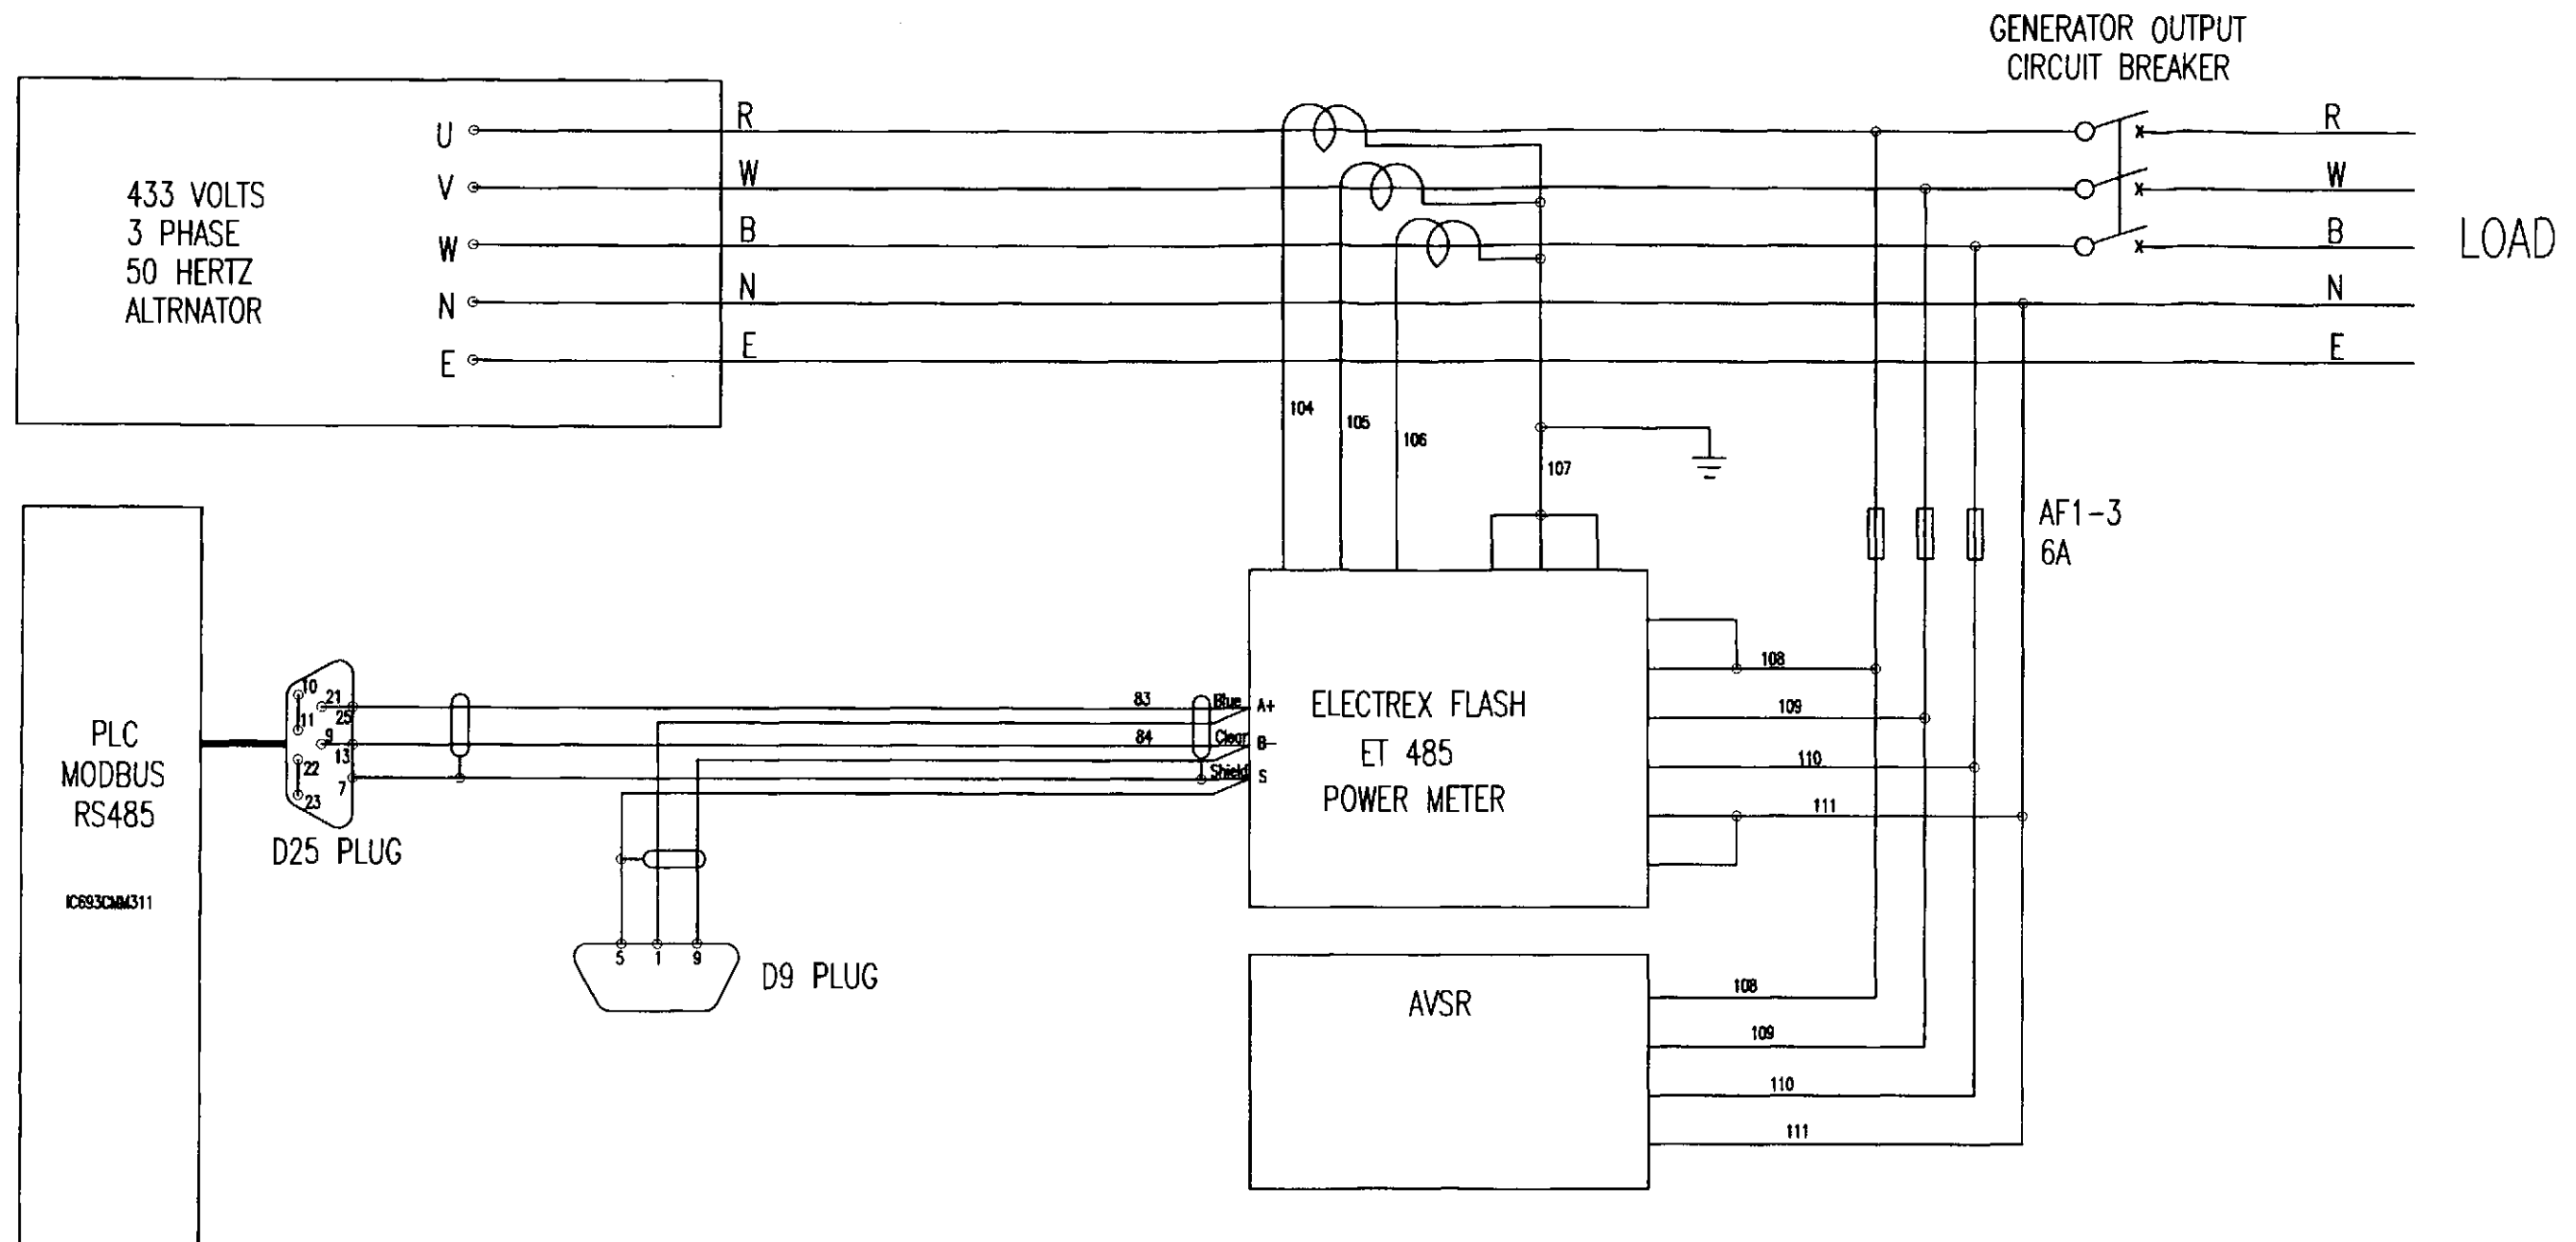 GENERATOR OUTPUT
CIRCUIT BREAKER
433 VOLTS
3 PHASE
50 HERTZ
ALTRNATOR
U
R
R
V
W
W
W
B
B
LOAD
N
N
N
E
E
E
104
105
106
107
AF1-3
6A
PLC
MODBUS
RS485
IC693CMM311
10
21
11
25
9
13
22
7
23
D25 PLUG
83
Blue
A+
84
Clear
B-
Shield
S
ELECTREX FLASH
ET 485
POWER METER
108
109
110
111
5
1
9
D9 PLUG
AVSR
108
109
110
111